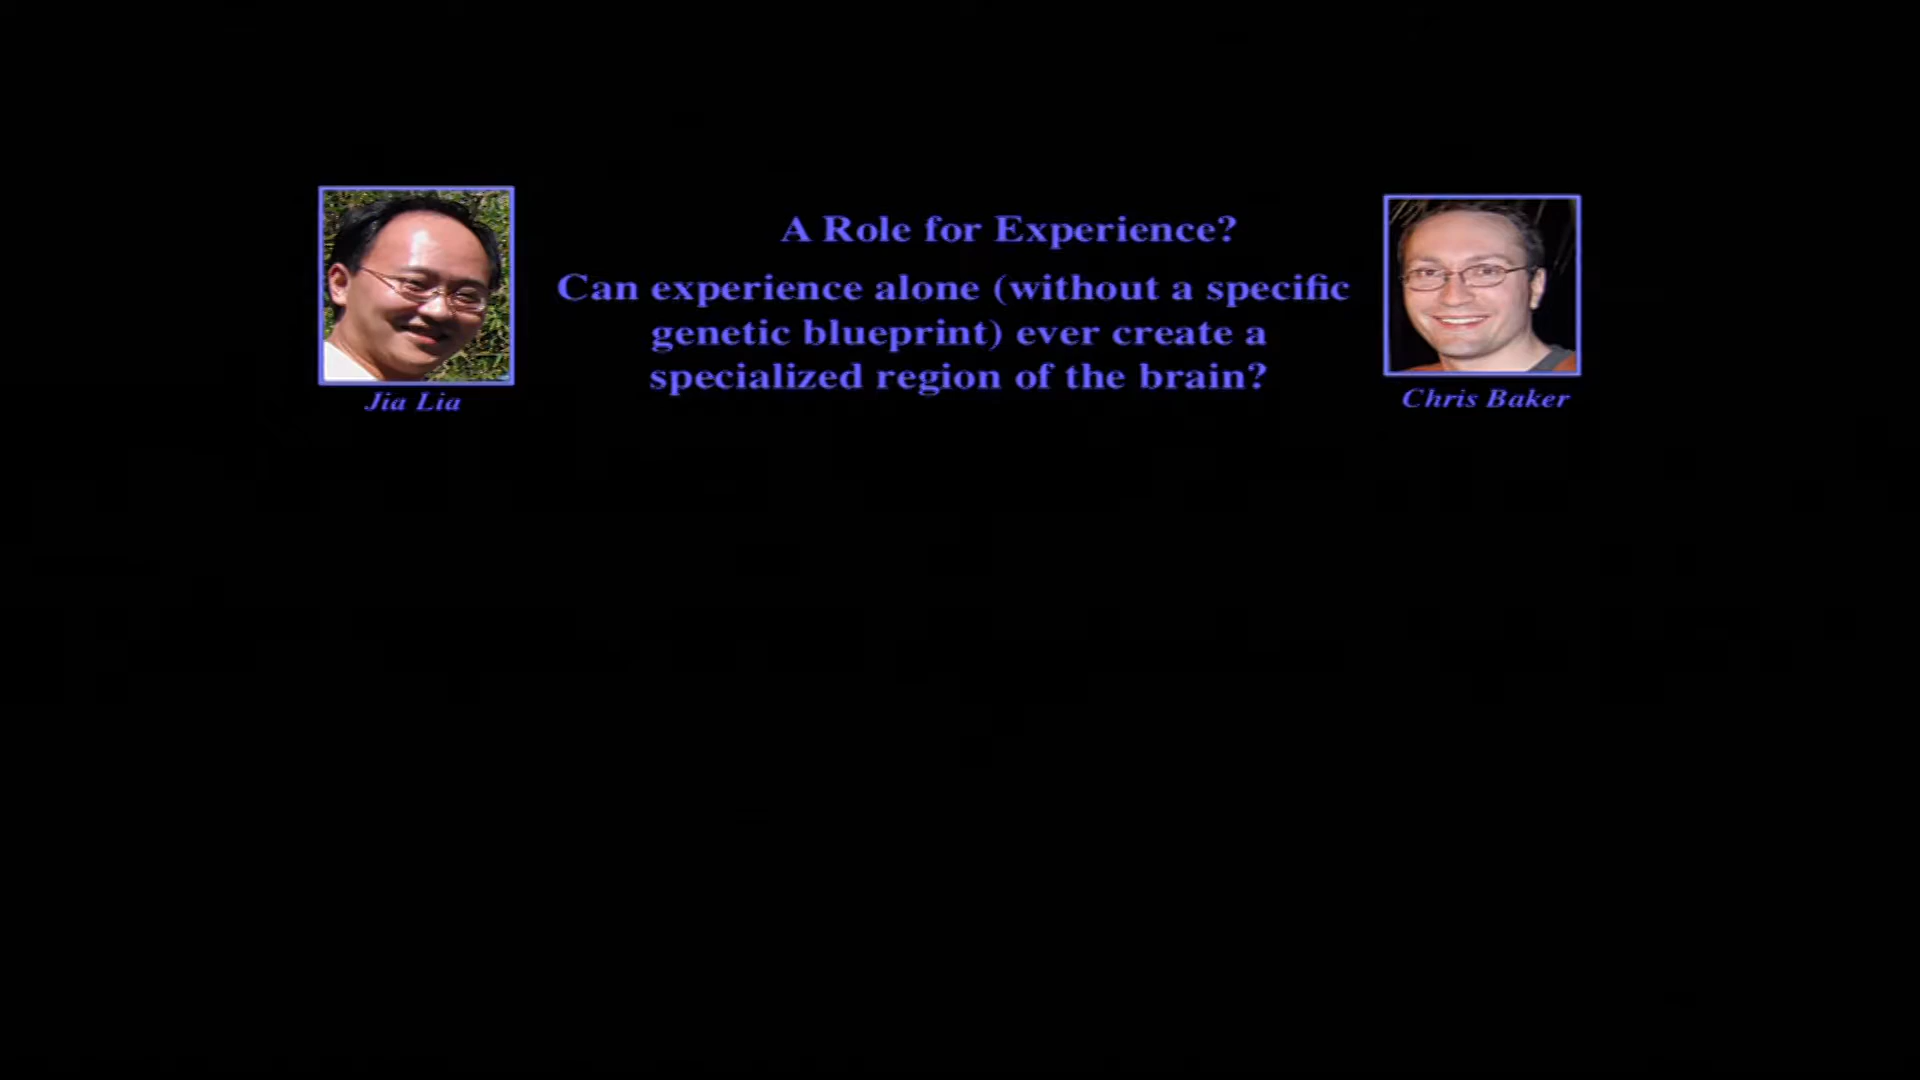 A Role for Experience?
Can experience alone (without a specific
genetic blueprint) ever create a
specialized region of the brain?
Jia Lia
Chris Baker